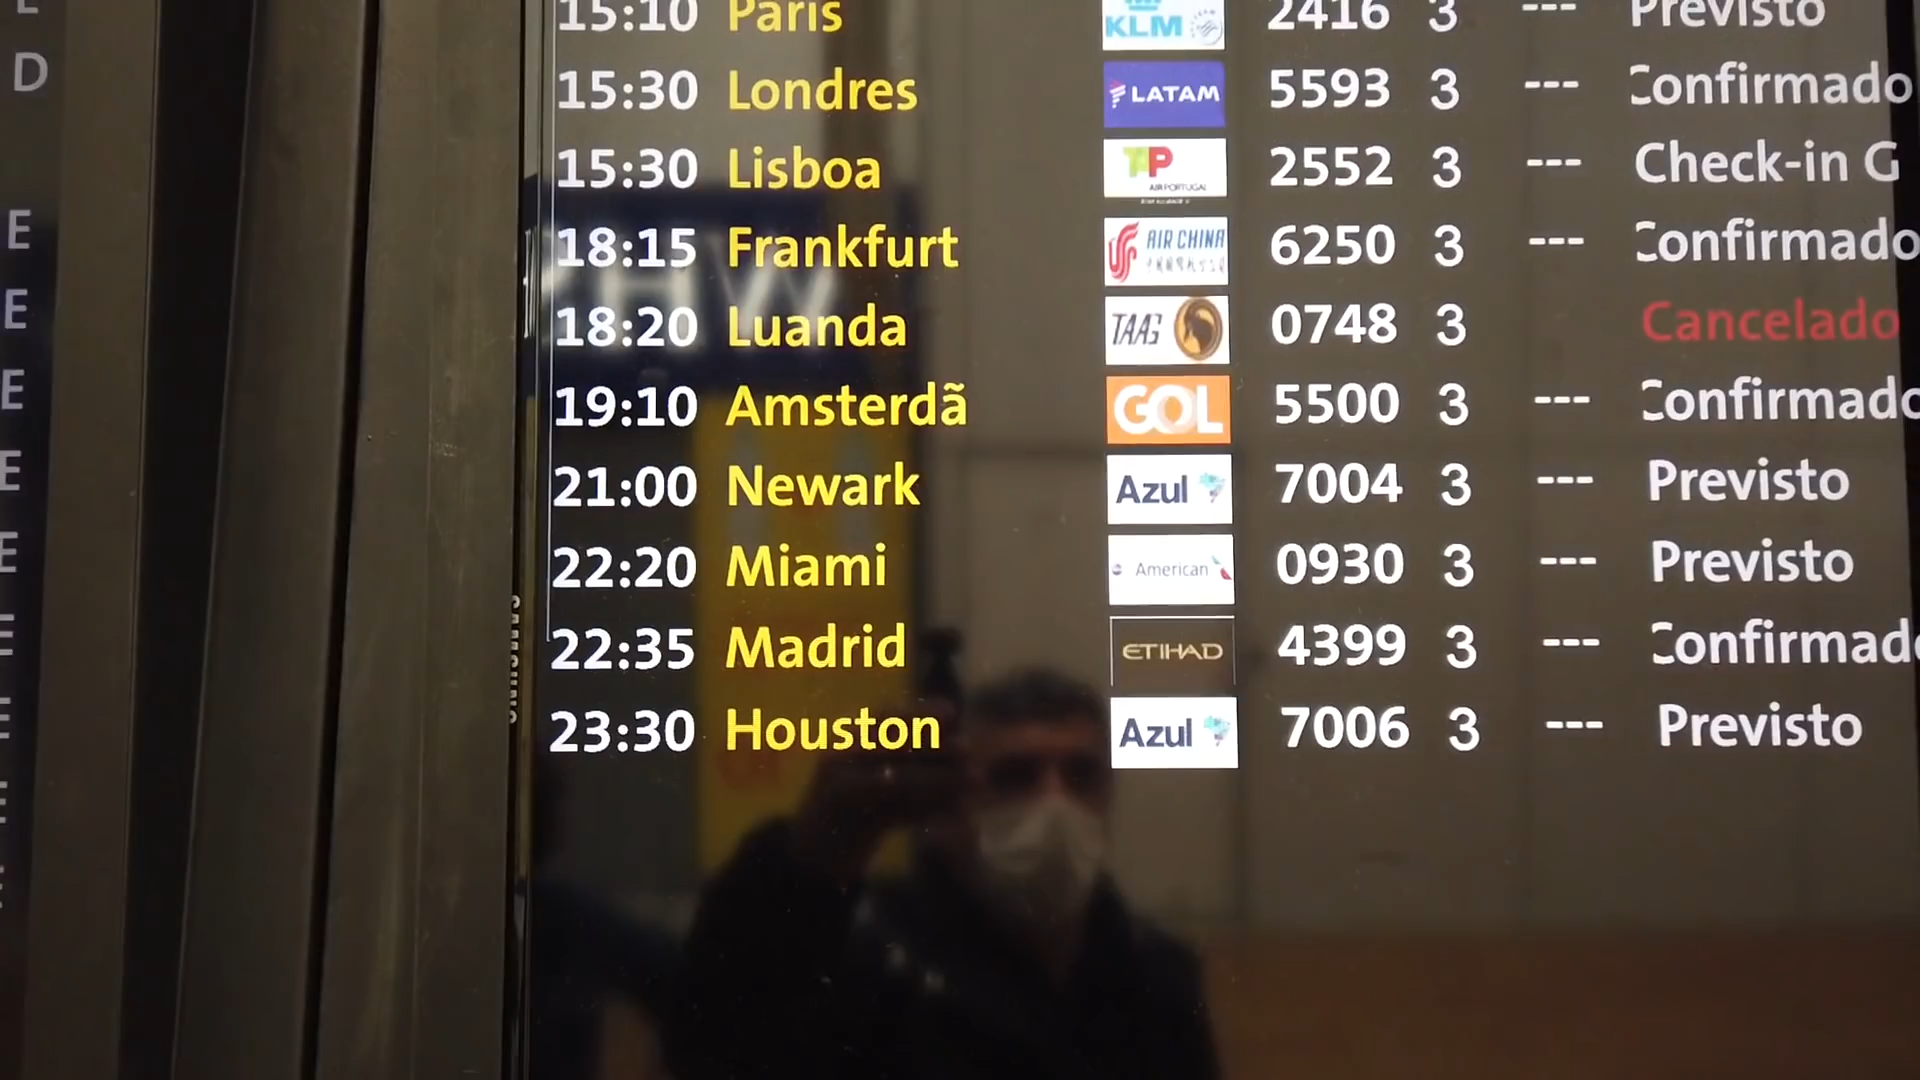 15:10 Paris KLM 2416 3 --- Previsto
D
15:30 Londres LATAM 5593 3 --- Confirmado
15:30 Lisboa TAP AIR PORTUGAL 2552 3 --- Check-in G
E
18:15 Frankfurt AIR CHINA 6250 3 --- Confirmado
E
18:20 Luanda TAAG 0748 3 Cancelado
E
19:10 Amsterdã GOL 5500 3 --- Confirmado
E
21:00 Newark Azul 7004 3 --- Previsto
E
22:20 Miami American 0930 3 --- Previsto
E
22:35 Madrid ETIHAD 4399 3 --- Confirmado
E
23:30 Houston Azul 7006 3 --- Previsto